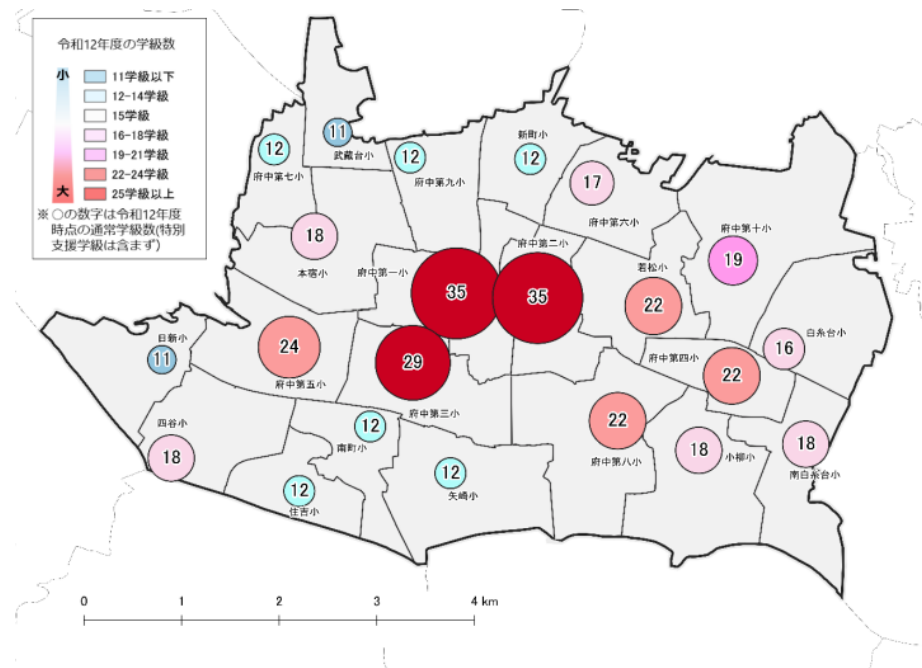 令和12年度の学級数
小
大
11学級以下
12-14学級
15学級
16-18学級
19-21学級
22-24学級
25学級以上
※ ○の数字は令和12年度
時点の通常学級数(特別
支援学級は含まず)
11
武蔵台小
12
府中第七小
12
府中第九小
新町小
12
17
府中第六小
18
本宿小
府中第一小
35
府中第二小
35
若松小
22
府中第十小
19
白糸台小
16
日新小
11
24
府中第五小
29
府中第三小
府中第四小
22
四谷小
18
12
南町小
12
住吉小
12
矢崎小
22
府中第八小
18
小柳小
18
南白糸台小
0
1
2
3
4 km